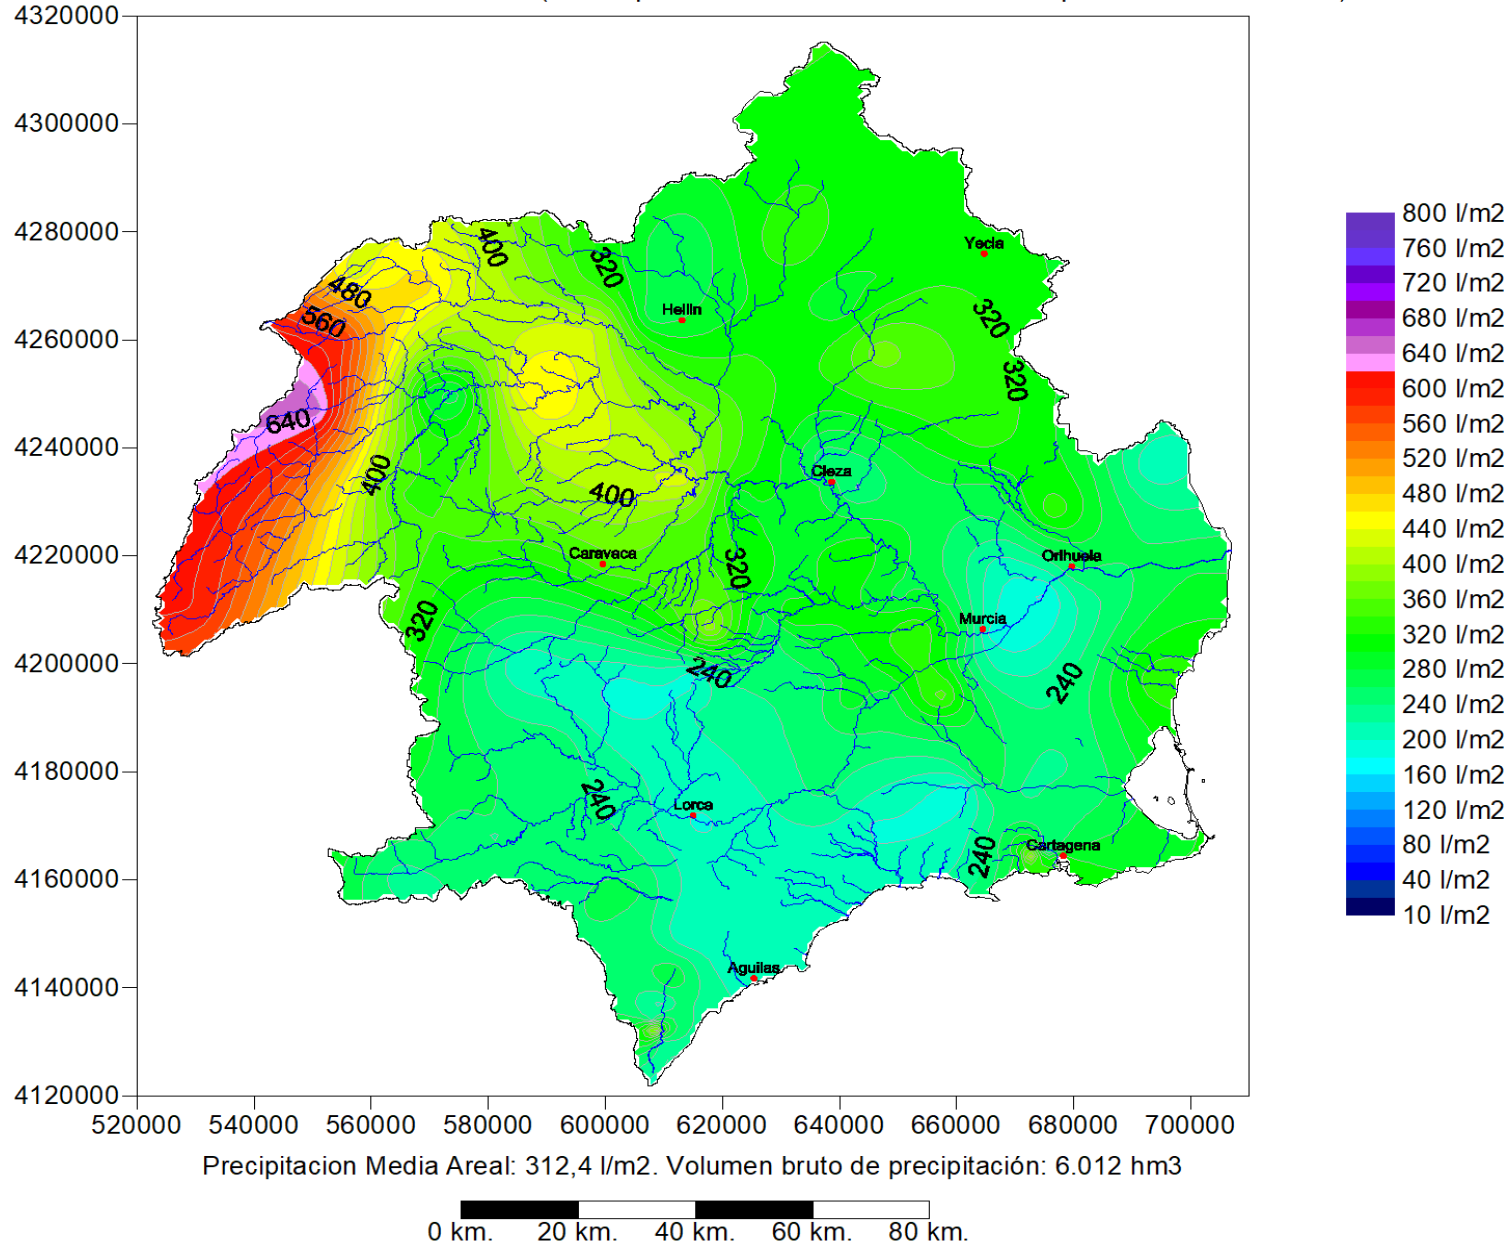 4320000
4300000
4280000
4260000
4240000
4220000
4200000
4180000
4160000
4140000
4120000
520000 540000 560000 580000 600000 620000 640000 660000 680000 700000
400
320
480
560
640
400
400
320
320
320
320
240
240
240
240
Yecla
Hellin
Cieza
Caravaca
Orihuela
Murcia
Lorca
Cartagena
Aguilas
800 l/m2
760 l/m2
720 l/m2
680 l/m2
640 l/m2
600 l/m2
560 l/m2
520 l/m2
480 l/m2
440 l/m2
400 l/m2
360 l/m2
320 l/m2
280 l/m2
240 l/m2
200 l/m2
160 l/m2
120 l/m2
80 l/m2
40 l/m2
10 l/m2
Precipitacion Media Areal: 312,4 l/m2. Volumen bruto de precipitación: 6.012 hm3
0 km. 20 km. 40 km. 60 km. 80 km.